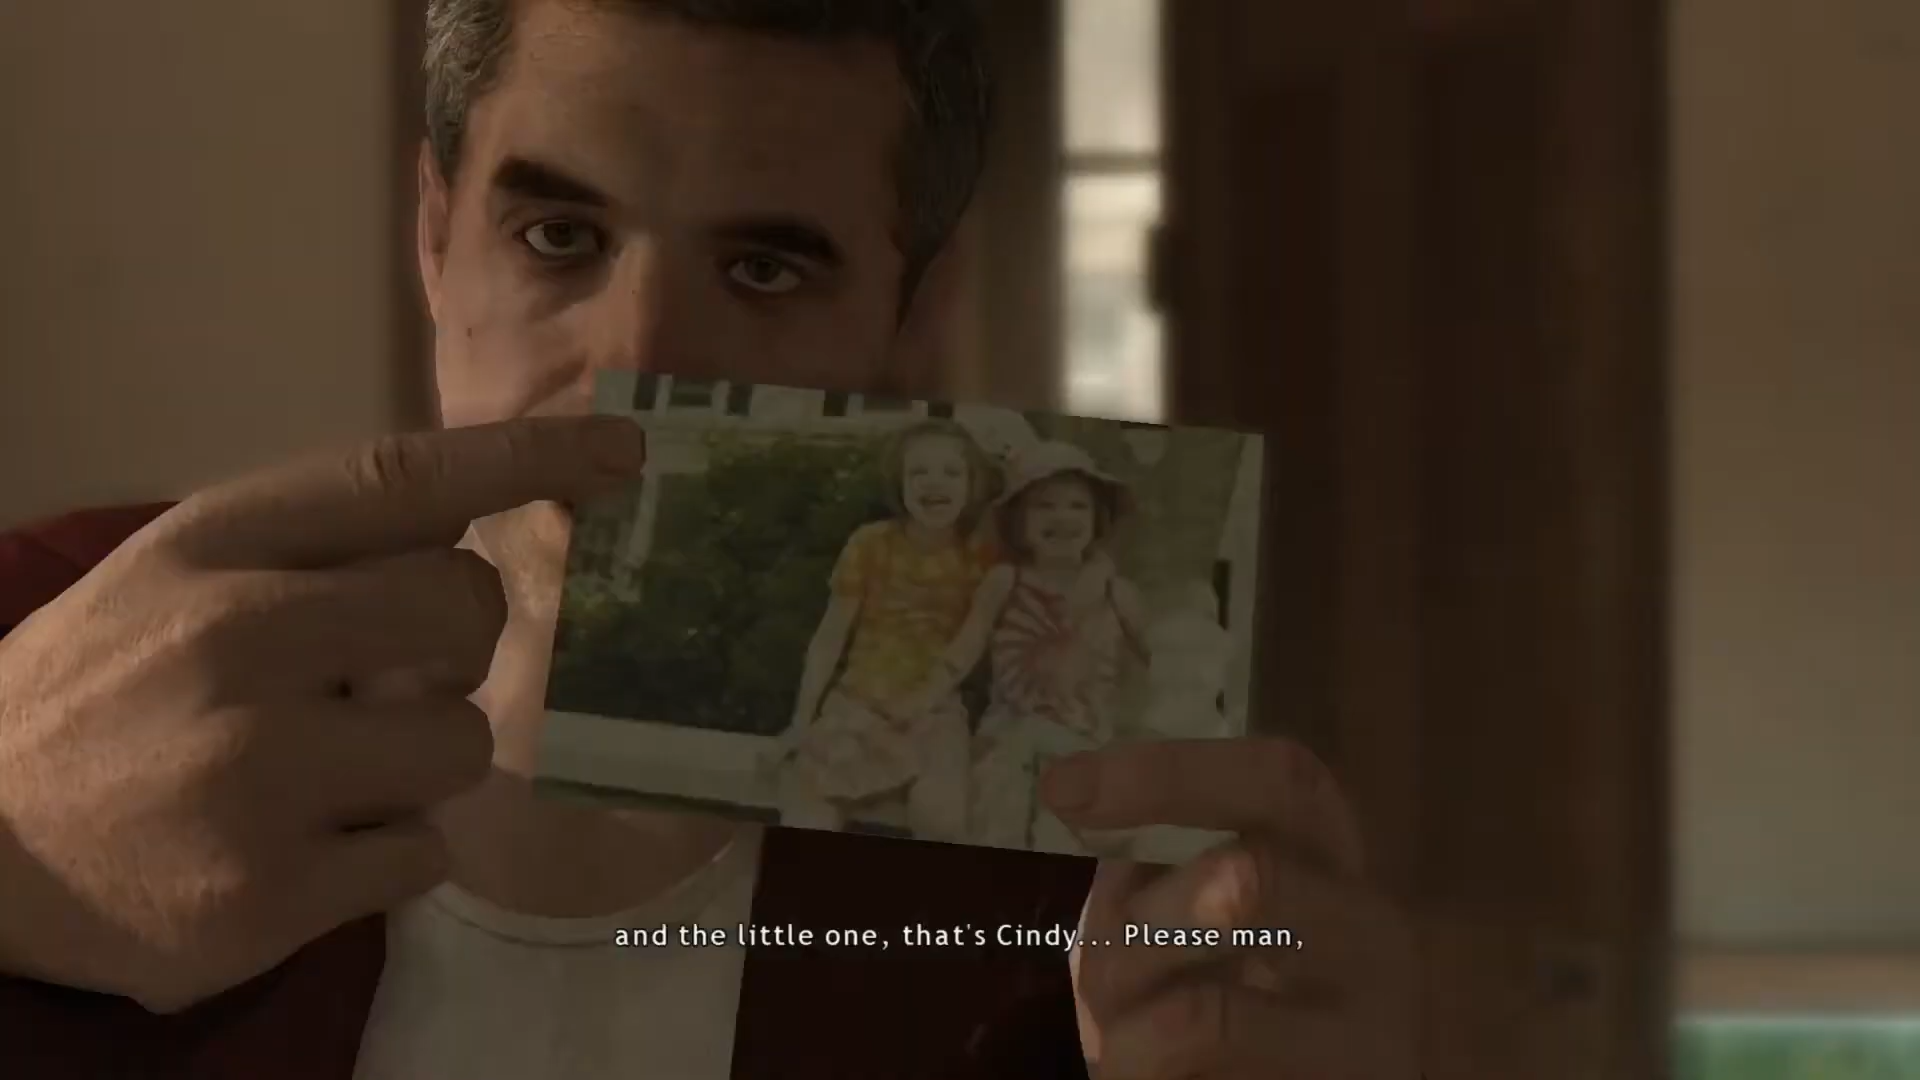 and the little one, that's Cindy... Please man,